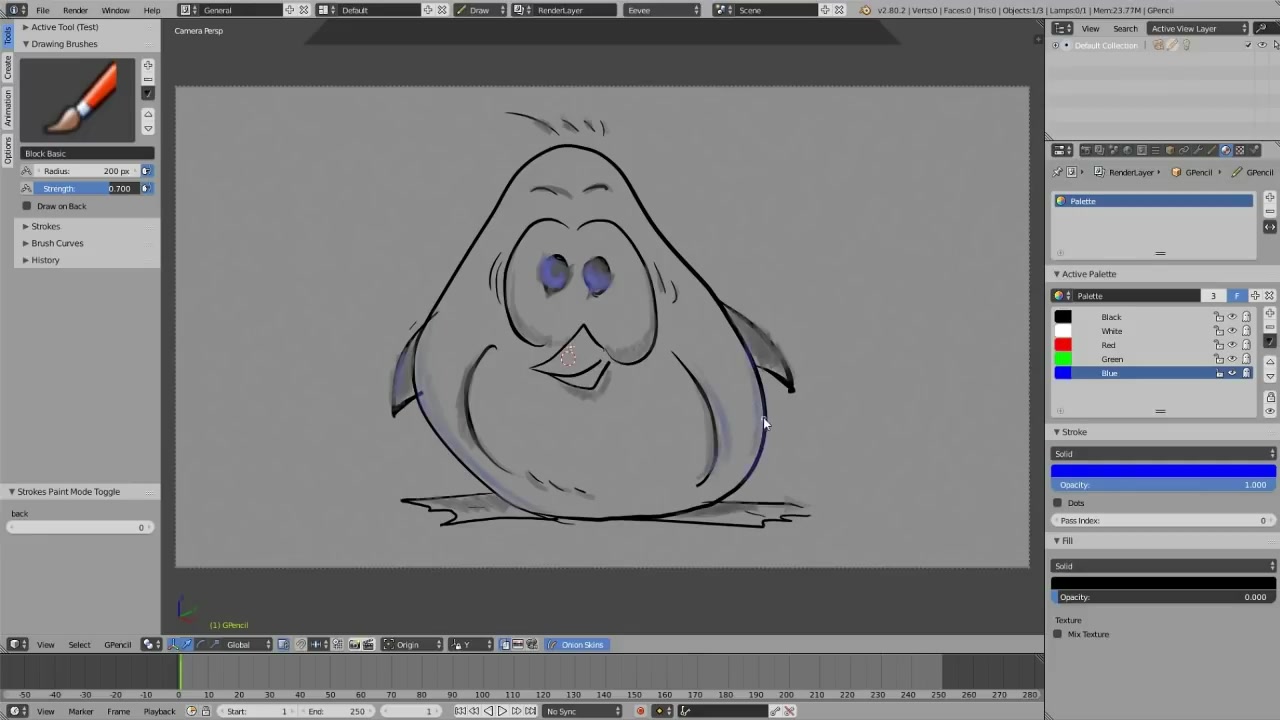 File Render Window Help General Default Draw RenderLayer Eevee Scene v2.80.2 | Verts:0 | Faces:0 | Tris:0 | Objects:1/3 | Lamps:0/1 | Mem:23.77M | GPencil
Tools
Create
Animation
Options
Active Tool (Test)
Drawing Brushes
Block Basic
Radius: 200 px
Strength: 0.700
Draw on Back
Strokes
Brush Curves
History
Strokes Paint Mode Toggle
back
0
Camera Persp
(1) GPencil
View Search Active View Layer
Default Collection
RenderLayer GPencil GPencil
Palette
Active Palette
Palette 3 F
Black
White
Red
Green
Blue
Stroke
Solid
Opacity: 1.000
Dots
Pass Index: 0
Fill
Solid
Opacity: 0.000
Texture
Mix Texture
View Select GPencil Global Origin Y Onion Skins
-50 -40 -30 -20 -10 0 10 20 30 40 50 60 70 80 90 100 110 120 130 140 150 160 170 180 190 200 210 220 230 240 250 260 270 280
View Marker Frame Playback Start: 1 End: 250 1 No Sync